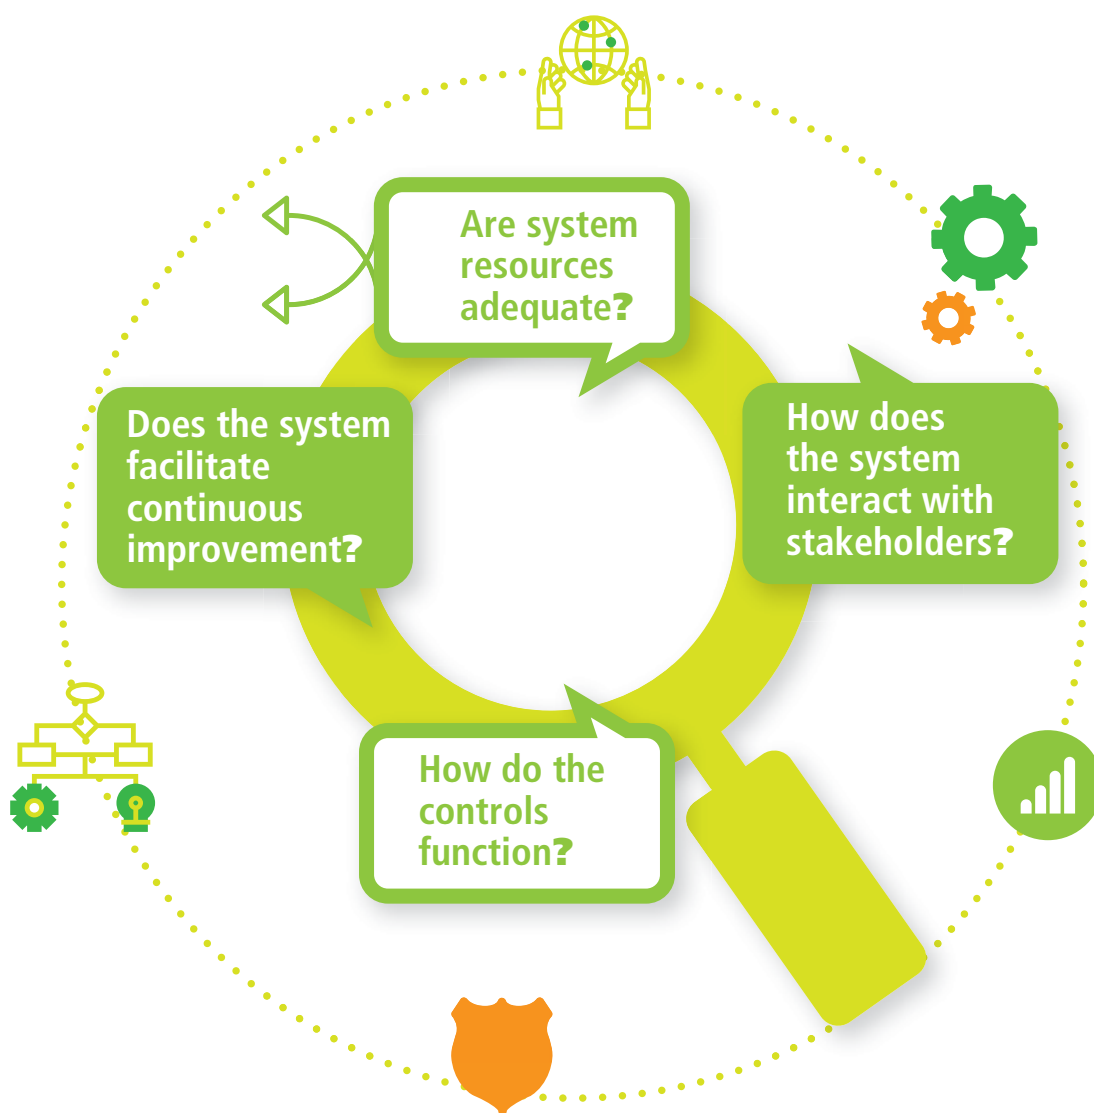 Are system
resources
adequate?
Does the system
facilitate
continuous
improvement?
How does
the system
interact with
stakeholders?
How do the
controls
function?